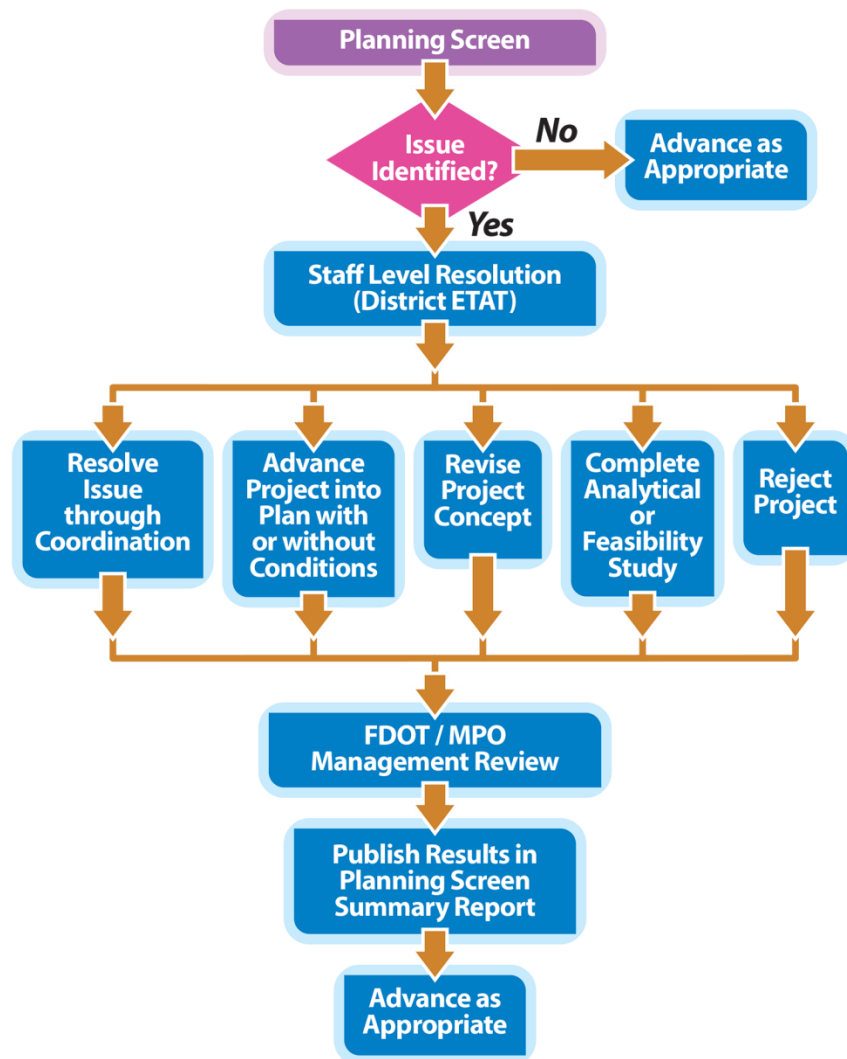 Planning Screen
Issue
Identified?
No
Advance as
Appropriate
Yes
Staff Level Resolution
(District ETAT)
Resolve
Issue
through
Coordination
Advance
Project into
Plan with
or without
Conditions
Revise
Project
Concept
Complete
Analytical
or
Feasibility
Study
Reject
Project
FDOT / MPO
Management Review
Publish Results in
Planning Screen
Summary Report
Advance as
Appropriate